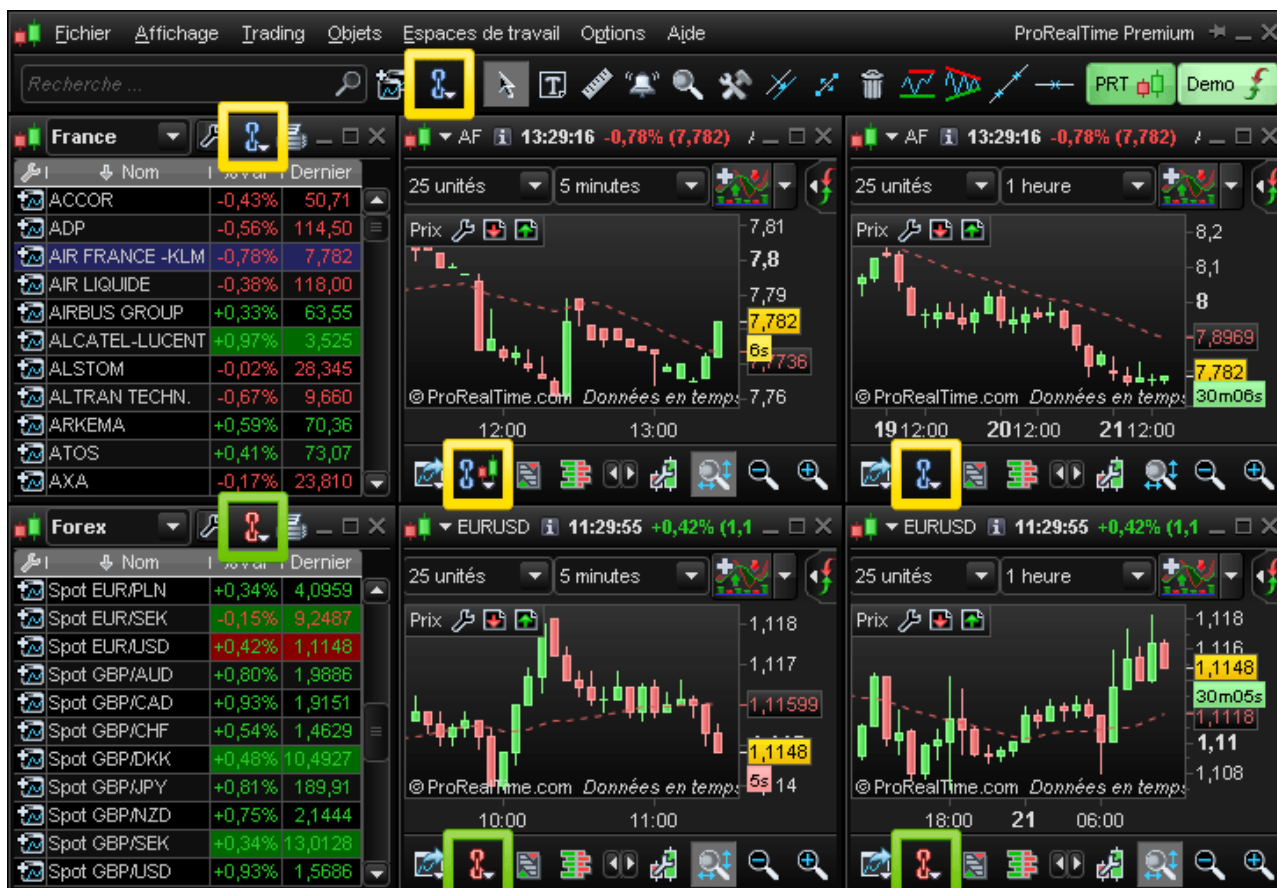 Fichier Affichage Trading Objets Espaces de travail Options Aide ProRealTime Premium
Recherche ... T PRT Demo
France
Nom %Var Dernier
ACCOR -0,43% 50,71
ADP -0,56% 114,50
AIR FRANCE -KLM -0,78% 7,782
AIR LIQUIDE -0,38% 118,00
AIRBUS GROUP +0,33% 63,55
ALCATEL-LUCENT +0,97% 3,525
ALSTOM -0,02% 28,345
ALTRAN TECHN. -0,67% 9,660
ARKEMA +0,59% 70,36
ATOS +0,41% 73,07
AXA -0,17% 23,810
AF i 13:29:16 -0,78% (7,782)
25 unités 5 minutes
Prix
7,81
7,8
7,79
7,782
6s
7,7736
7,76
© ProRealTime.com Données en temps
12:00 13:00
AF i 13:29:16 -0,78% (7,782)
25 unités 1 heure
Prix
8,2
8,1
8
7,8969
7,782
30m06s
© ProRealTime.com Données en temps
19 12:00 20 12:00 21 12:00
Forex
Nom %Var Dernier
Spot EUR/PLN +0,34% 4,0959
Spot EUR/SEK -0,15% 9,2487
Spot EUR/USD +0,42% 1,1148
Spot GBP/AUD +0,80% 1,9886
Spot GBP/CAD +0,93% 1,9151
Spot GBP/CHF +0,54% 1,4629
Spot GBP/DKK +0,48% 10,4927
Spot GBP/JPY +0,81% 189,91
Spot GBP/NZD +0,75% 2,1444
Spot GBP/SEK +0,34% 13,0128
Spot GBP/USD +0,93% 1,5686
EURUSD i 11:29:55 +0,42% (1,1
25 unités 5 minutes
Prix
1,118
1,117
1,11599
1,1148
5s 14
© ProRealTime.com Données en temps
10:00 11:00
EURUSD i 11:29:55 +0,42% (1,1
25 unités 1 heure
Prix
1,118
1,116
1,1148
30m05s
1,1118
1,11
1,108
© ProRealTime.com Données en temps
18:00 21 06:00